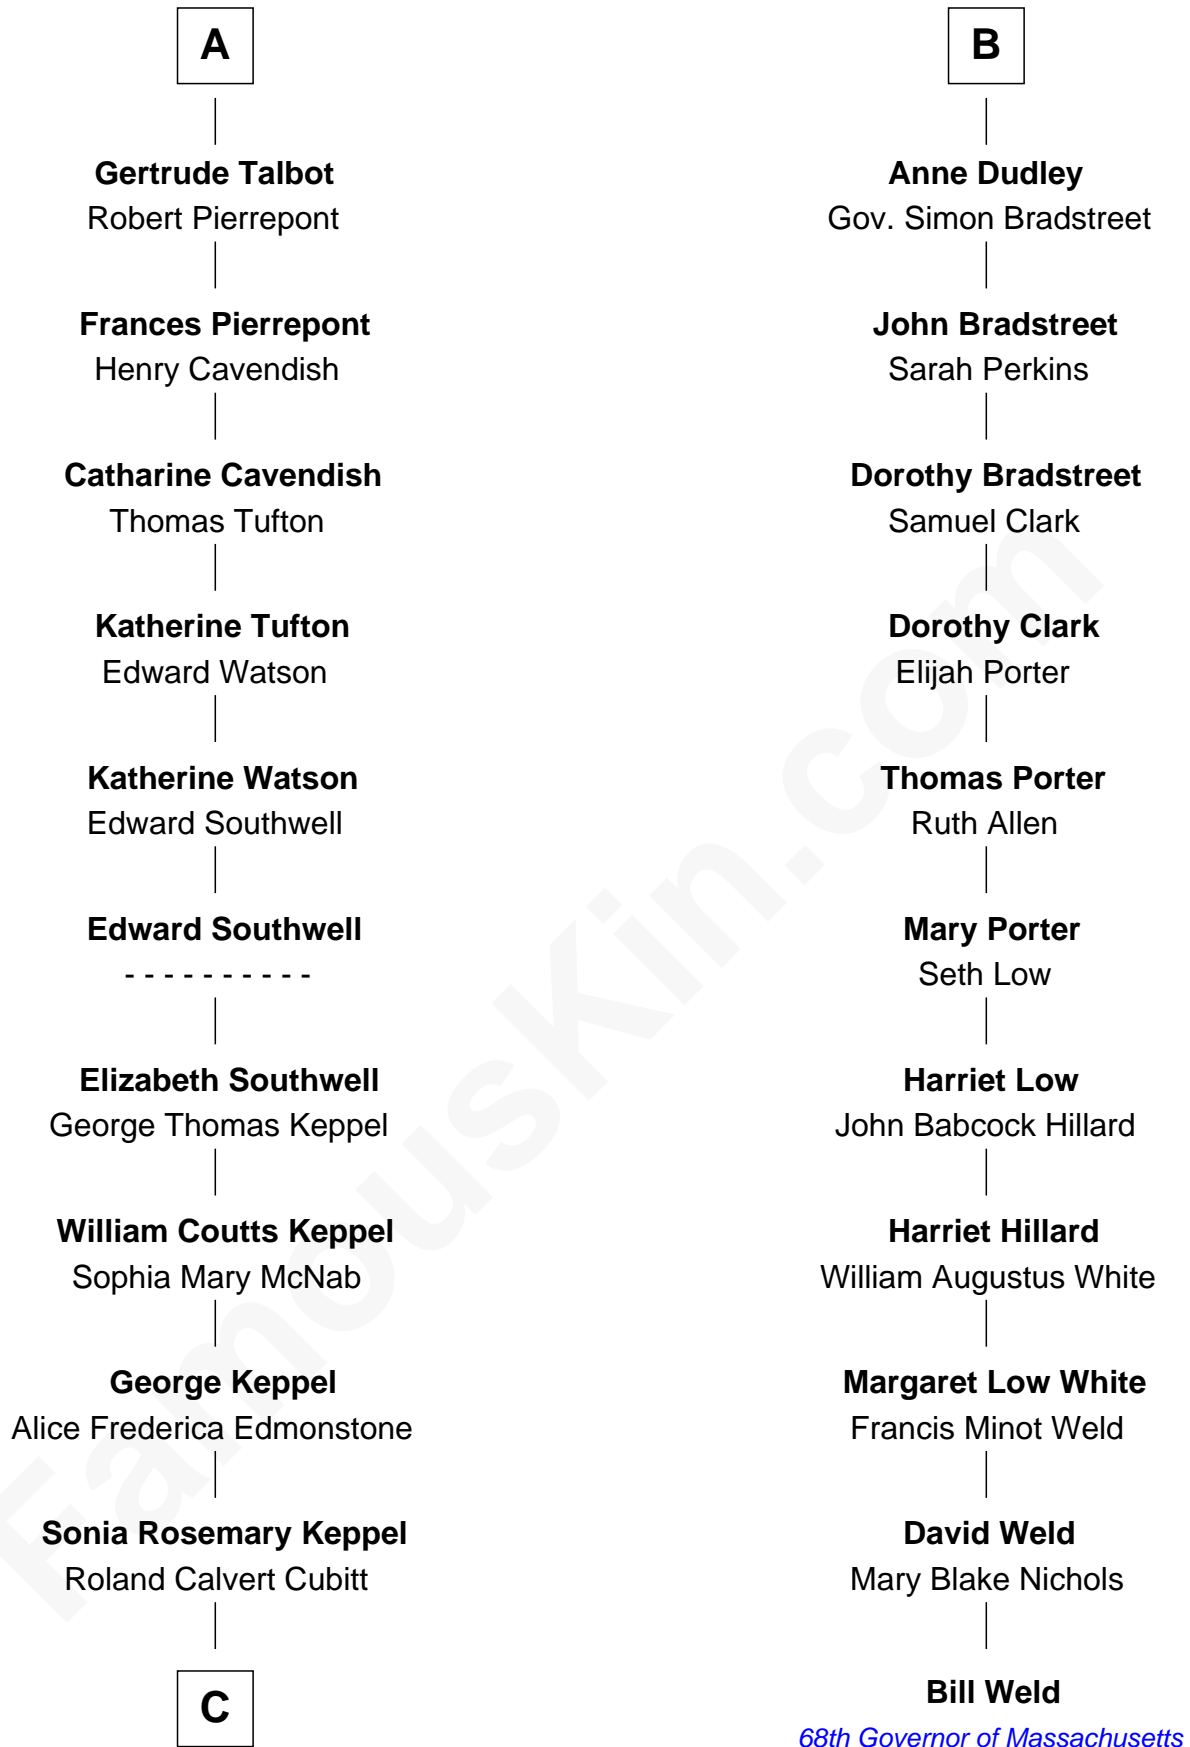 A
Gertrude Talbot
Robert Pierrepont
Frances Pierrepont
Henry Cavendish
Catharine Cavendish
Thomas Tufton
Katherine Tufton
Edward Watson
Katherine Watson
Edward Southwell
Edward Southwell
- - - - - - - - - -
Elizabeth Southwell
George Thomas Keppel
William Coutts Keppel
Sophia Mary McNab
George Keppel
Alice Frederica Edmonstone
Sonia Rosemary Keppel
Roland Calvert Cubitt
C
B
Anne Dudley
Gov. Simon Bradstreet
John Bradstreet
Sarah Perkins
Dorothy Bradstreet
Samuel Clark
Dorothy Clark
Elijah Porter
Thomas Porter
Ruth Allen
Mary Porter
Seth Low
Harriet Low
John Babcock Hillard
Harriet Hillard
William Augustus White
Margaret Low White
Francis Minot Weld
David Weld
Mary Blake Nichols
Bill Weld
68th Governor of Massachusetts
FamousKin.com